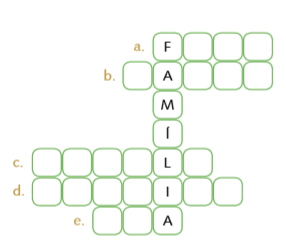 a. F
b. A
M
Í
c. L
d. I
e. A